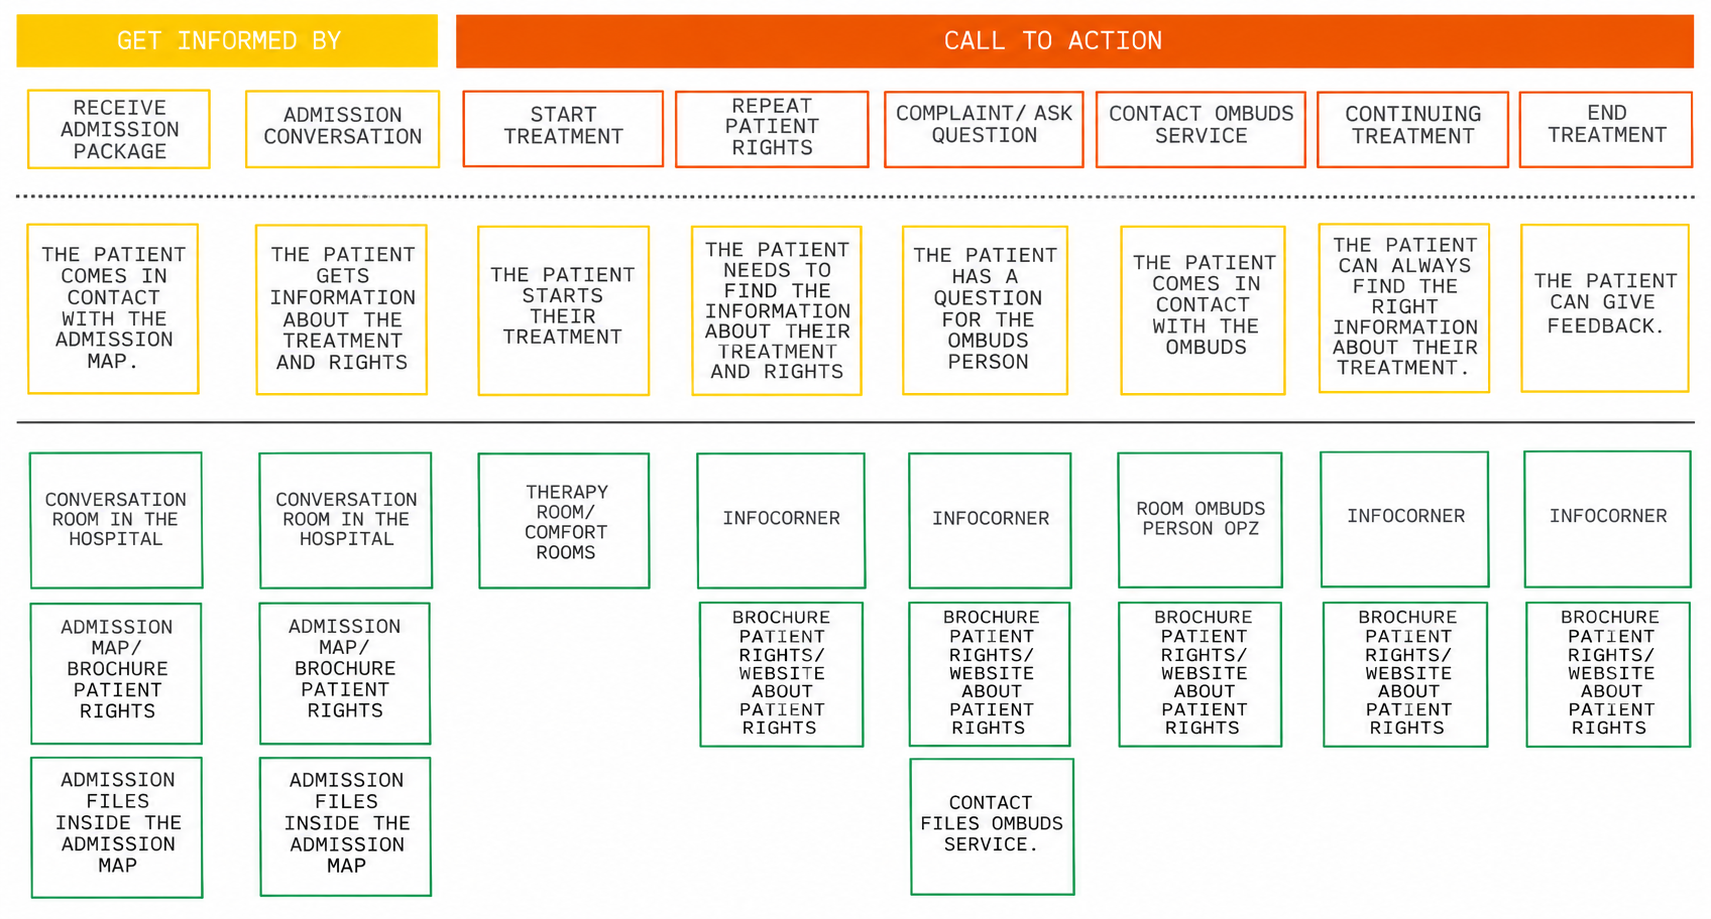 GET INFORMED BY
CALL TO ACTION
RECEIVE
ADMISSION
PACKAGE
ADMISSION
CONVERSATION
START
TREATMENT
REPEAT
PATIENT
RIGHTS
COMPLAINT/ ASK
QUESTION
CONTACT OMBUDS
SERVICE
CONTINUING
TREATMENT
END
TREATMENT
THE PATIENT
COMES IN
CONTACT
WITH THE
ADMISSION
MAP.
THE PATIENT
GETS
INFORMATION
ABOUT THE
TREATMENT
AND RIGHTS
THE PATIENT
STARTS
THEIR
TREATMENT
THE PATIENT
NEEDS TO
FIND THE
INFORMATION
ABOUT THEIR
TREATMENT
AND RIGHTS
THE PATIENT
HAS A
QUESTION
FOR THE
OMBUDS
PERSON
THE PATIENT
COMES IN
CONTACT
WITH THE
OMBUDS
THE PATIENT
CAN ALWAYS
FIND THE
RIGHT
INFORMATION
ABOUT THEIR
TREATMENT.
THE PATIENT
CAN GIVE
FEEDBACK.
CONVERSATION
ROOM IN THE
HOSPITAL
CONVERSATION
ROOM IN THE
HOSPITAL
THERAPY
ROOM/
COMFORT
ROOMS
INFOCORNER
INFOCORNER
ROOM OMBUDS
PERSON OPZ
INFOCORNER
INFOCORNER
ADMISSION
MAP/
BROCHURE
PATIENT
RIGHTS
ADMISSION
MAP/
BROCHURE
PATIENT
RIGHTS
BROCHURE
PATIENT
RIGHTS/
WEBSITE
ABOUT
PATIENT
RIGHTS
BROCHURE
PATIENT
RIGHTS/
WEBSITE
ABOUT
PATIENT
RIGHTS
BROCHURE
PATIENT
RIGHTS/
WEBSITE
ABOUT
PATIENT
RIGHTS
BROCHURE
PATIENT
RIGHTS/
WEBSITE
ABOUT
PATIENT
RIGHTS
BROCHURE
PATIENT
RIGHTS/
WEBSITE
ABOUT
PATIENT
RIGHTS
ADMISSION
FILES
INSIDE THE
ADMISSION
MAP
ADMISSION
FILES
INSIDE THE
ADMISSION
MAP
CONTACT
FILES OMBUDS
SERVICE.